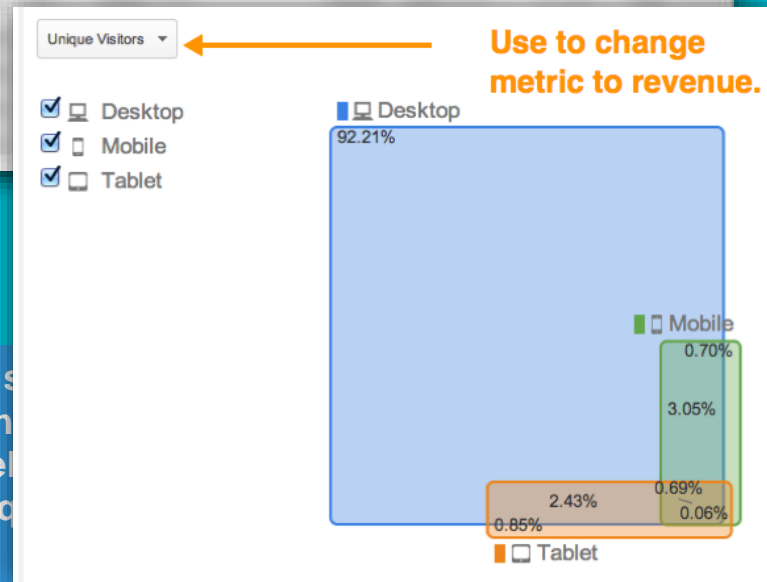 Unique Visitors
Use to change
metric to revenue.
Desktop
Mobile
Tablet
Desktop
92.21%
Mobile
0.70%
3.05%
0.69%
2.43%
0.06%
0.85%
Tablet